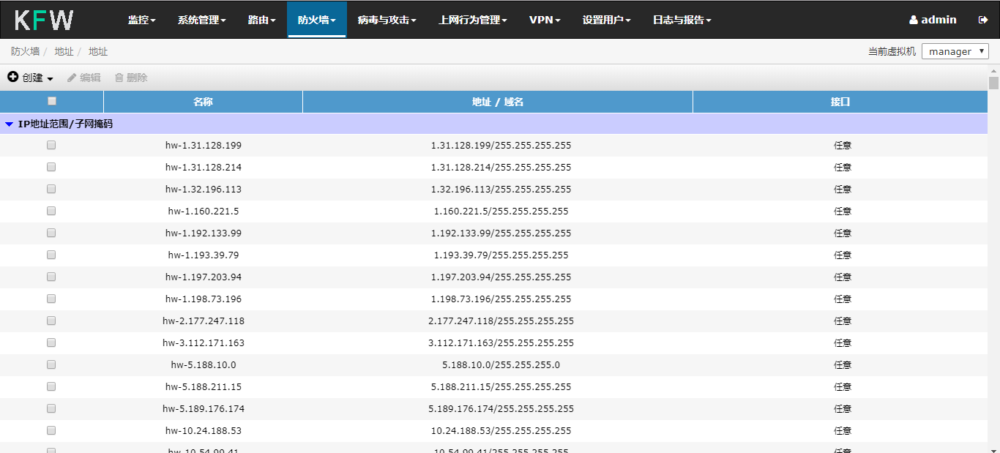 KFW 监控 系统管理 路由 防火墙 病毒与攻击 上网行为管理 VPN 设置用户 日志与报告 admin
防火墙 / 地址 / 地址 当前虚拟机 manager
创建 编辑 删除
名称 地址 / 域名 接口
IP地址范围/子网掩码
hw-1.31.128.199 1.31.128.199/255.255.255.255 任意
hw-1.31.128.214 1.31.128.214/255.255.255.255 任意
hw-1.32.196.113 1.32.196.113/255.255.255.255 任意
hw-1.160.221.5 1.160.221.5/255.255.255.255 任意
hw-1.192.133.99 1.192.133.99/255.255.255.255 任意
hw-1.193.39.79 1.193.39.79/255.255.255.255 任意
hw-1.197.203.94 1.197.203.94/255.255.255.255 任意
hw-1.198.73.196 1.198.73.196/255.255.255.255 任意
hw-2.177.247.118 2.177.247.118/255.255.255.255 任意
hw-3.112.171.163 3.112.171.163/255.255.255.255 任意
hw-5.188.10.0 5.188.10.0/255.255.255.0 任意
hw-5.188.211.15 5.188.211.15/255.255.255.255 任意
hw-5.189.176.174 5.189.176.174/255.255.255.255 任意
hw-10.24.188.53 10.24.188.53/255.255.255.255 任意
hw-10.54.99.41 10.54.99.41/255.255.255.255 任意